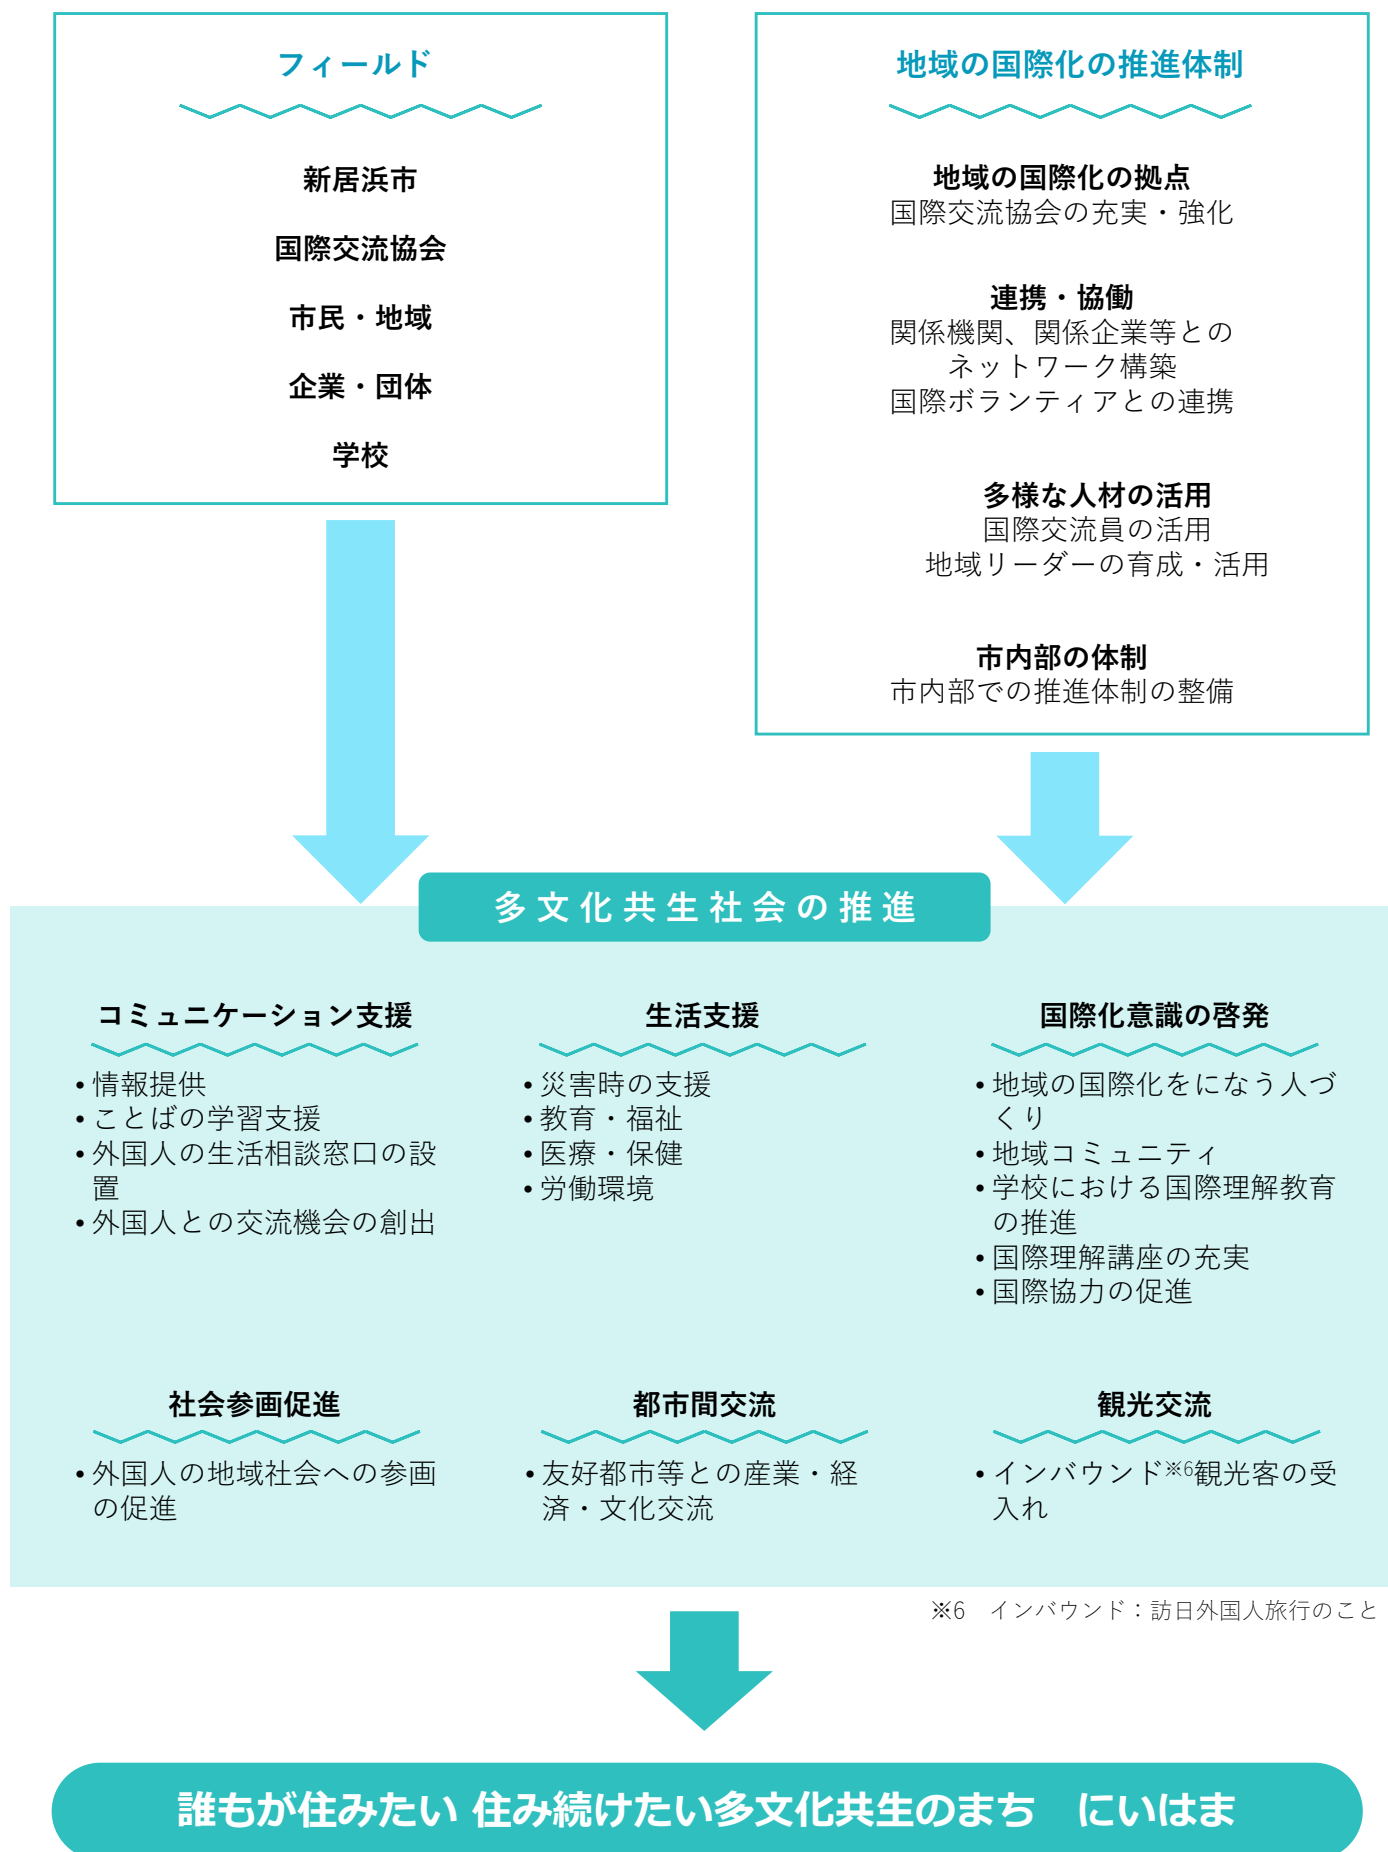 フィールド
新居浜市
国際交流協会
市民・地域
企業・団体
学校
地域の国際化の推進体制
地域の国際化の拠点
国際交流協会の充実・強化
連携・協働
関係機関、関係企業等との
ネットワーク構築
国際ボランティアとの連携
多様な人材の活用
国際交流員の活用
地域リーダーの育成・活用
市内部の体制
市内部での推進体制の整備
多文化共生社会の推進
コミュニケーション支援
•情報提供
•ことばの学習支援
•外国人の生活相談窓口の設
置
•外国人との交流機会の創出
生活支援
•災害時の支援
•教育・福祉
•医療・保健
•労働環境
国際化意識の啓発
•地域の国際化をになう人づ
くり
•地域コミュニティ
•学校における国際理解教育
の推進
•国際理解講座の充実
•国際協力の促進
社会参画促進
•外国人の地域社会への参画
の促進
都市間交流
•友好都市等との産業・経
済・文化交流
観光交流
•インバウンド※6観光客の受
入れ
※6　インバウンド：訪日外国人旅行のこと
誰もが住みたい 住み続けたい多文化共生のまち　にいはま